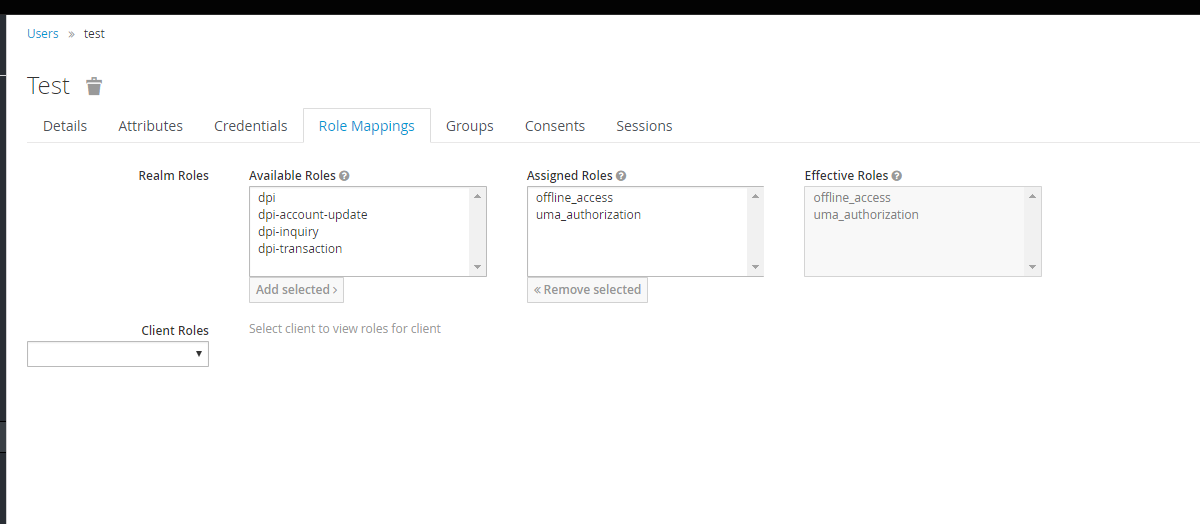 Users » test
Test
Details Attributes Credentials Role Mappings Groups Consents Sessions
Realm Roles Available Roles Assigned Roles Effective Roles
dpi offline_access offline_access
dpi-account-update uma_authorization uma_authorization
dpi-inquiry
dpi-transaction
Add selected › « Remove selected
Client Roles Select client to view roles for client